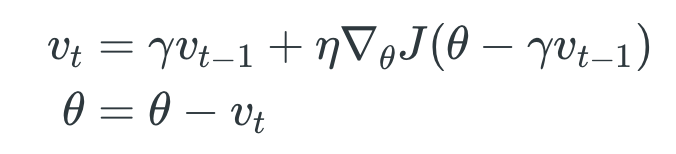 v_t = γv_{t−1} + η∇_θJ(θ − γv_{t−1})
θ = θ − v_t